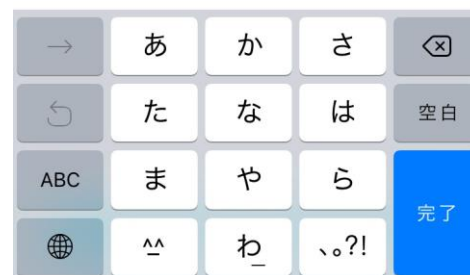 → あ か さ
た な は 空白
ABC ま や ら 完了
^^ わ_ 、。?!